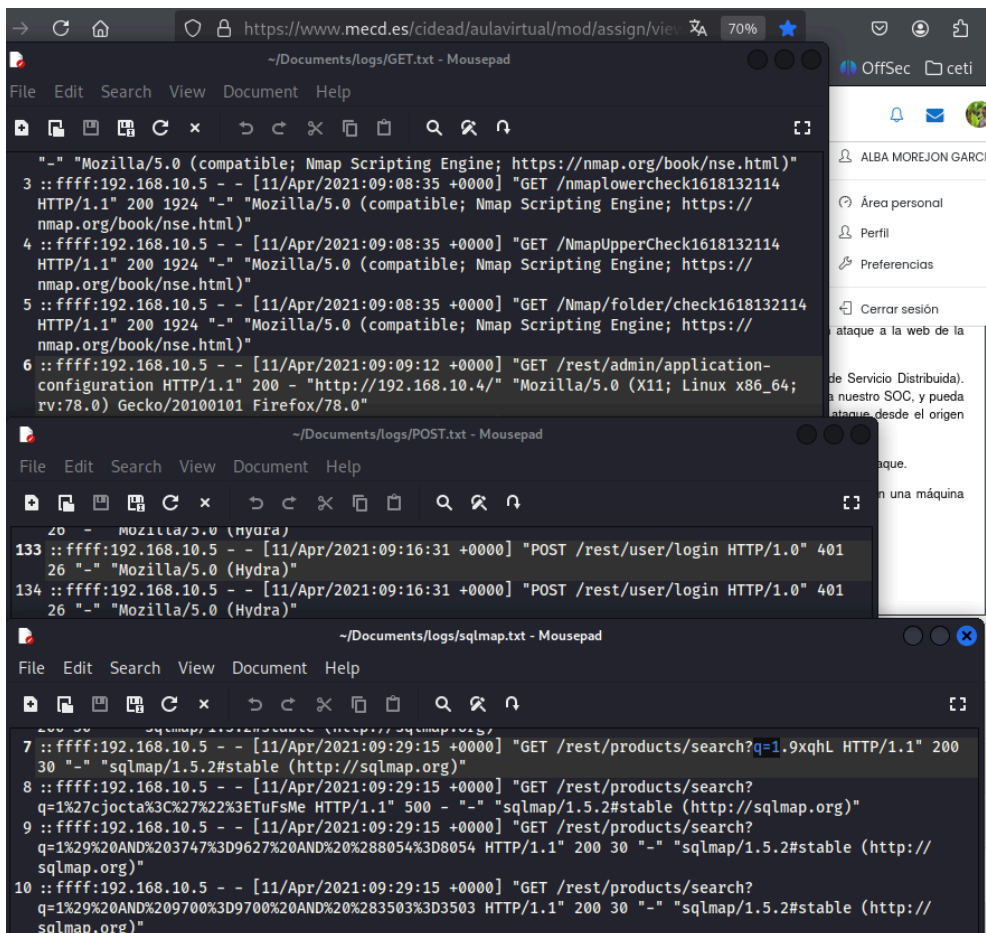 https://www.mecd.es/cidead/aulavirtual/mod/assign/view
70%
OffSec
ceti
~/Documents/logs/GET.txt - Mousepad
File Edit Search View Document Help
"-" "Mozilla/5.0 (compatible; Nmap Scripting Engine; https://nmap.org/book/nse.html)"
3 ::ffff:192.168.10.5 - - [11/Apr/2021:09:08:35 +0000] "GET /nmaplowercheck1618132114
HTTP/1.1" 200 1924 "-" "Mozilla/5.0 (compatible; Nmap Scripting Engine; https://
nmap.org/book/nse.html)"
4 ::ffff:192.168.10.5 - - [11/Apr/2021:09:08:35 +0000] "GET /NmapUpperCheck1618132114
HTTP/1.1" 200 1924 "-" "Mozilla/5.0 (compatible; Nmap Scripting Engine; https://
nmap.org/book/nse.html)"
5 ::ffff:192.168.10.5 - - [11/Apr/2021:09:08:35 +0000] "GET /Nmap/folder/check1618132114
HTTP/1.1" 200 1924 "-" "Mozilla/5.0 (compatible; Nmap Scripting Engine; https://
nmap.org/book/nse.html)"
6 ::ffff:192.168.10.5 - - [11/Apr/2021:09:09:12 +0000] "GET /rest/admin/application-
configuration HTTP/1.1" 200 - "http://192.168.10.4/" "Mozilla/5.0 (X11; Linux x86_64;
rv:78.0) Gecko/20100101 Firefox/78.0"
ALBA MOREJON GARCI
Área personal
Perfil
Preferencias
Cerrar sesión
ataque a la web de la
de Servicio Distribuida).
a nuestro SOC, y pueda
ataque desde el origen
aque.
n una máquina
~/Documents/logs/POST.txt - Mousepad
File Edit Search View Document Help
26 "-" "Mozilla/5.0 (Hydra)"
133 ::ffff:192.168.10.5 - - [11/Apr/2021:09:16:31 +0000] "POST /rest/user/login HTTP/1.0" 401
26 "-" "Mozilla/5.0 (Hydra)"
134 ::ffff:192.168.10.5 - - [11/Apr/2021:09:16:31 +0000] "POST /rest/user/login HTTP/1.0" 401
26 "-" "Mozilla/5.0 (Hydra)"
~/Documents/logs/sqlmap.txt - Mousepad
File Edit Search View Document Help
200 30 "-" "sqlmap/1.5.2#stable (http://sqlmap.org)"
7 ::ffff:192.168.10.5 - - [11/Apr/2021:09:29:15 +0000] "GET /rest/products/search?q=1.9xqhL HTTP/1.1" 200
30 "-" "sqlmap/1.5.2#stable (http://sqlmap.org)"
8 ::ffff:192.168.10.5 - - [11/Apr/2021:09:29:15 +0000] "GET /rest/products/search?
q=1%27cjocta%3C%27%22%3ETuFsMe HTTP/1.1" 500 - "-" "sqlmap/1.5.2#stable (http://sqlmap.org)"
9 ::ffff:192.168.10.5 - - [11/Apr/2021:09:29:15 +0000] "GET /rest/products/search?
q=1%29%20AND%203747%3D9627%20AND%20%288054%3D8054 HTTP/1.1" 200 30 "-" "sqlmap/1.5.2#stable (http://
sqlmap.org)"
10 ::ffff:192.168.10.5 - - [11/Apr/2021:09:29:15 +0000] "GET /rest/products/search?
q=1%29%20AND%209700%3D9700%20AND%20%283503%3D3503 HTTP/1.1" 200 30 "-" "sqlmap/1.5.2#stable (http://
sqlmap.org)"